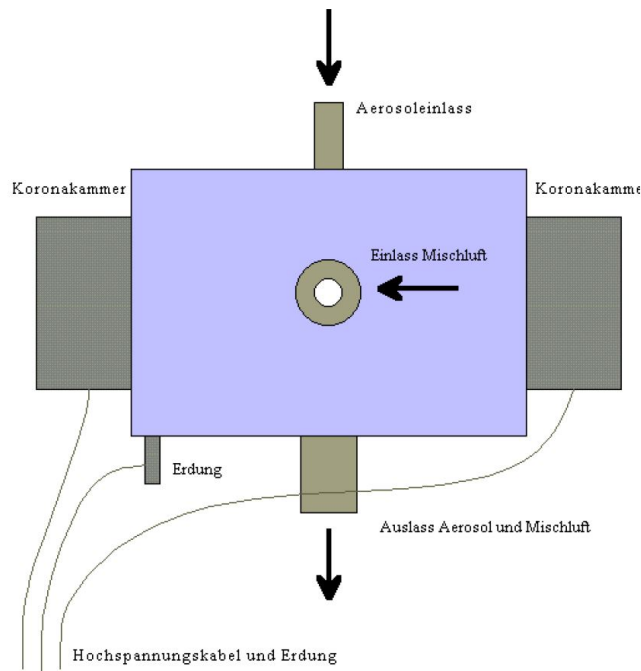 Aerosoleinlass
Koronakammer
Koronakamme
Einlass Mischluft
Erdung
Auslass Aerosol und Mischluft
Hochspannungskabel und Erdung